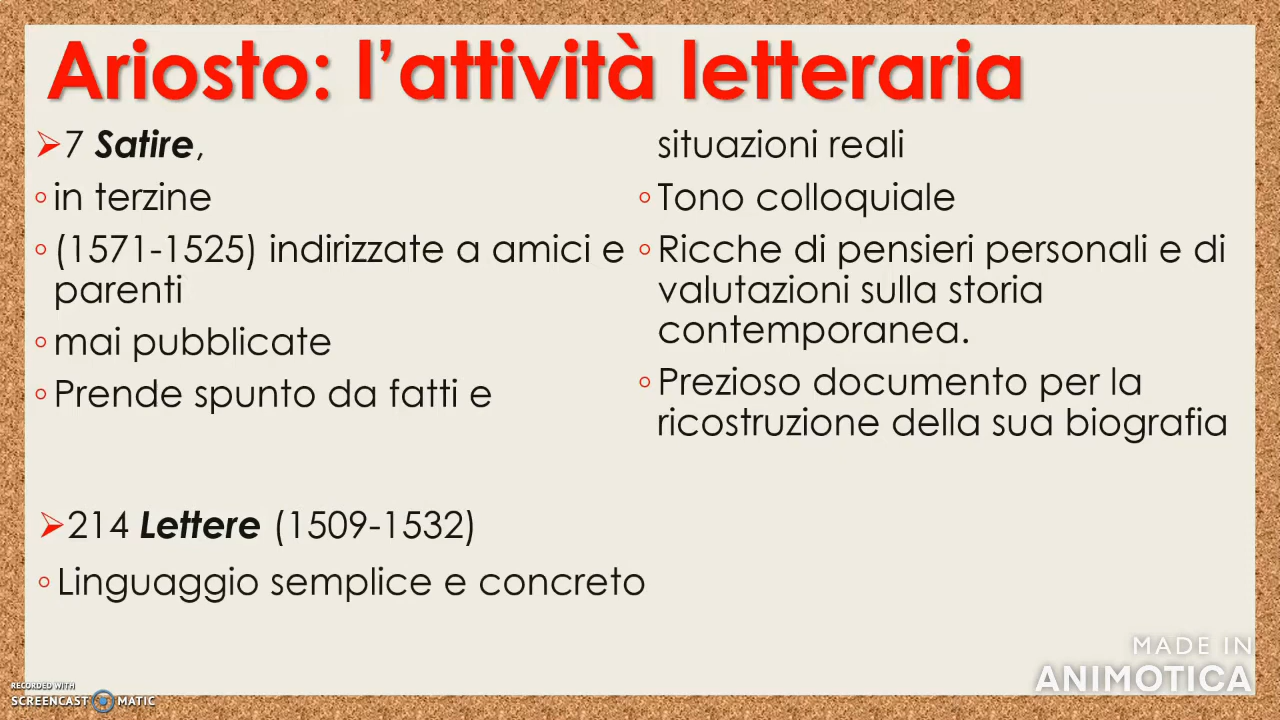 Ariosto: l’attività letteraria
➢7 Satire,
◦in terzine
◦(1571-1525) indirizzate a amici e
parenti
◦mai pubblicate
◦Prende spunto da fatti e
situazioni reali
◦Tono colloquiale
◦Ricche di pensieri personali e di
valutazioni sulla storia
contemporanea.
◦Prezioso documento per la
ricostruzione della sua biografia
➢214 Lettere (1509-1532)
◦Linguaggio semplice e concreto
MADE IN
ANIMOTICA
RECORDED WITH
SCREENCAST MATIC